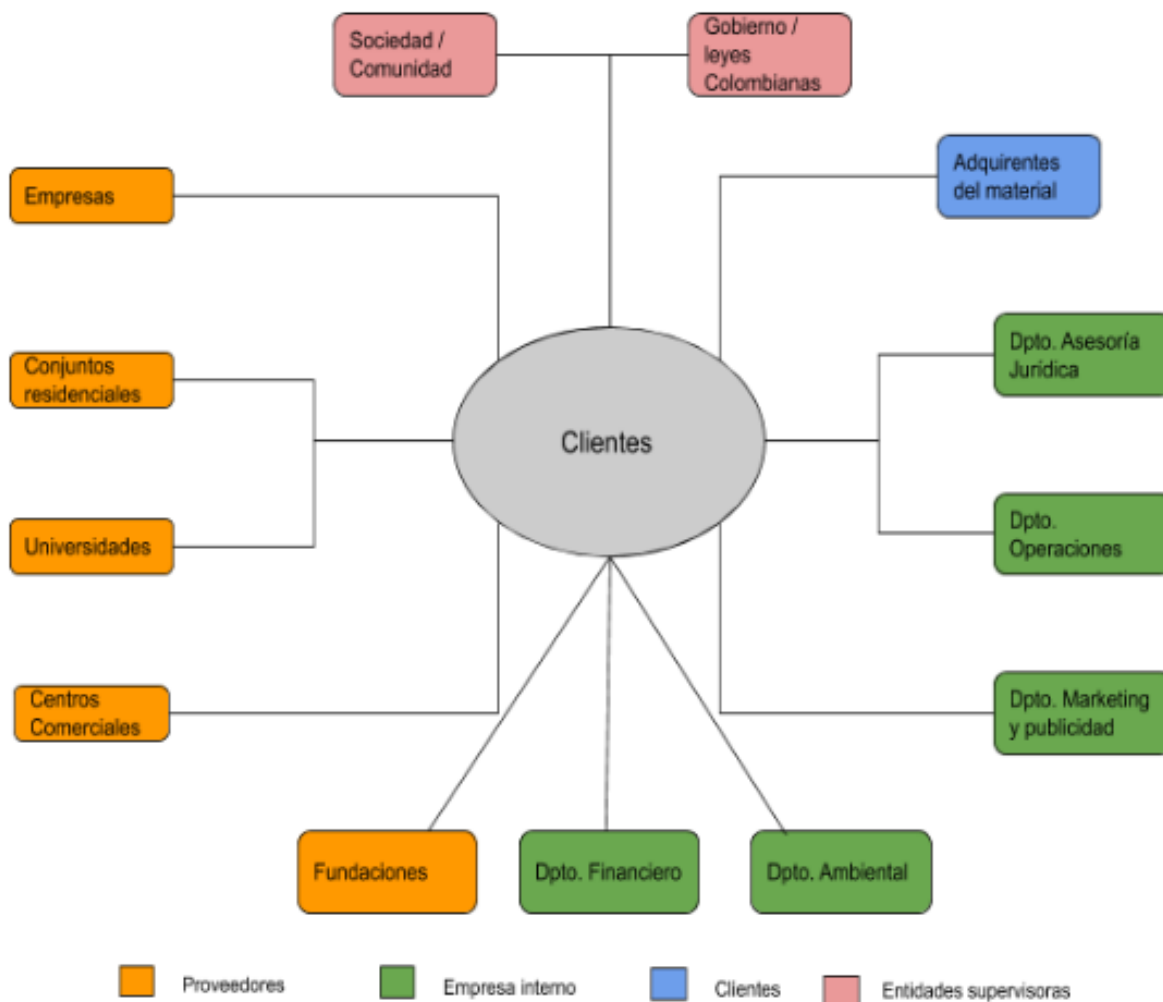 Sociedad /
Comunidad
Gobierno /
leyes
Colombianas
Empresas
Adquirentes
del material
Conjuntos
residenciales
Dpto. Asesoría
Jurídica
Clientes
Universidades
Dpto.
Operaciones
Centros
Comerciales
Dpto. Marketing
y publicidad
Fundaciones
Dpto. Financiero
Dpto. Ambiental
Proveedores
Empresa interno
Clientes
Entidades supervisoras